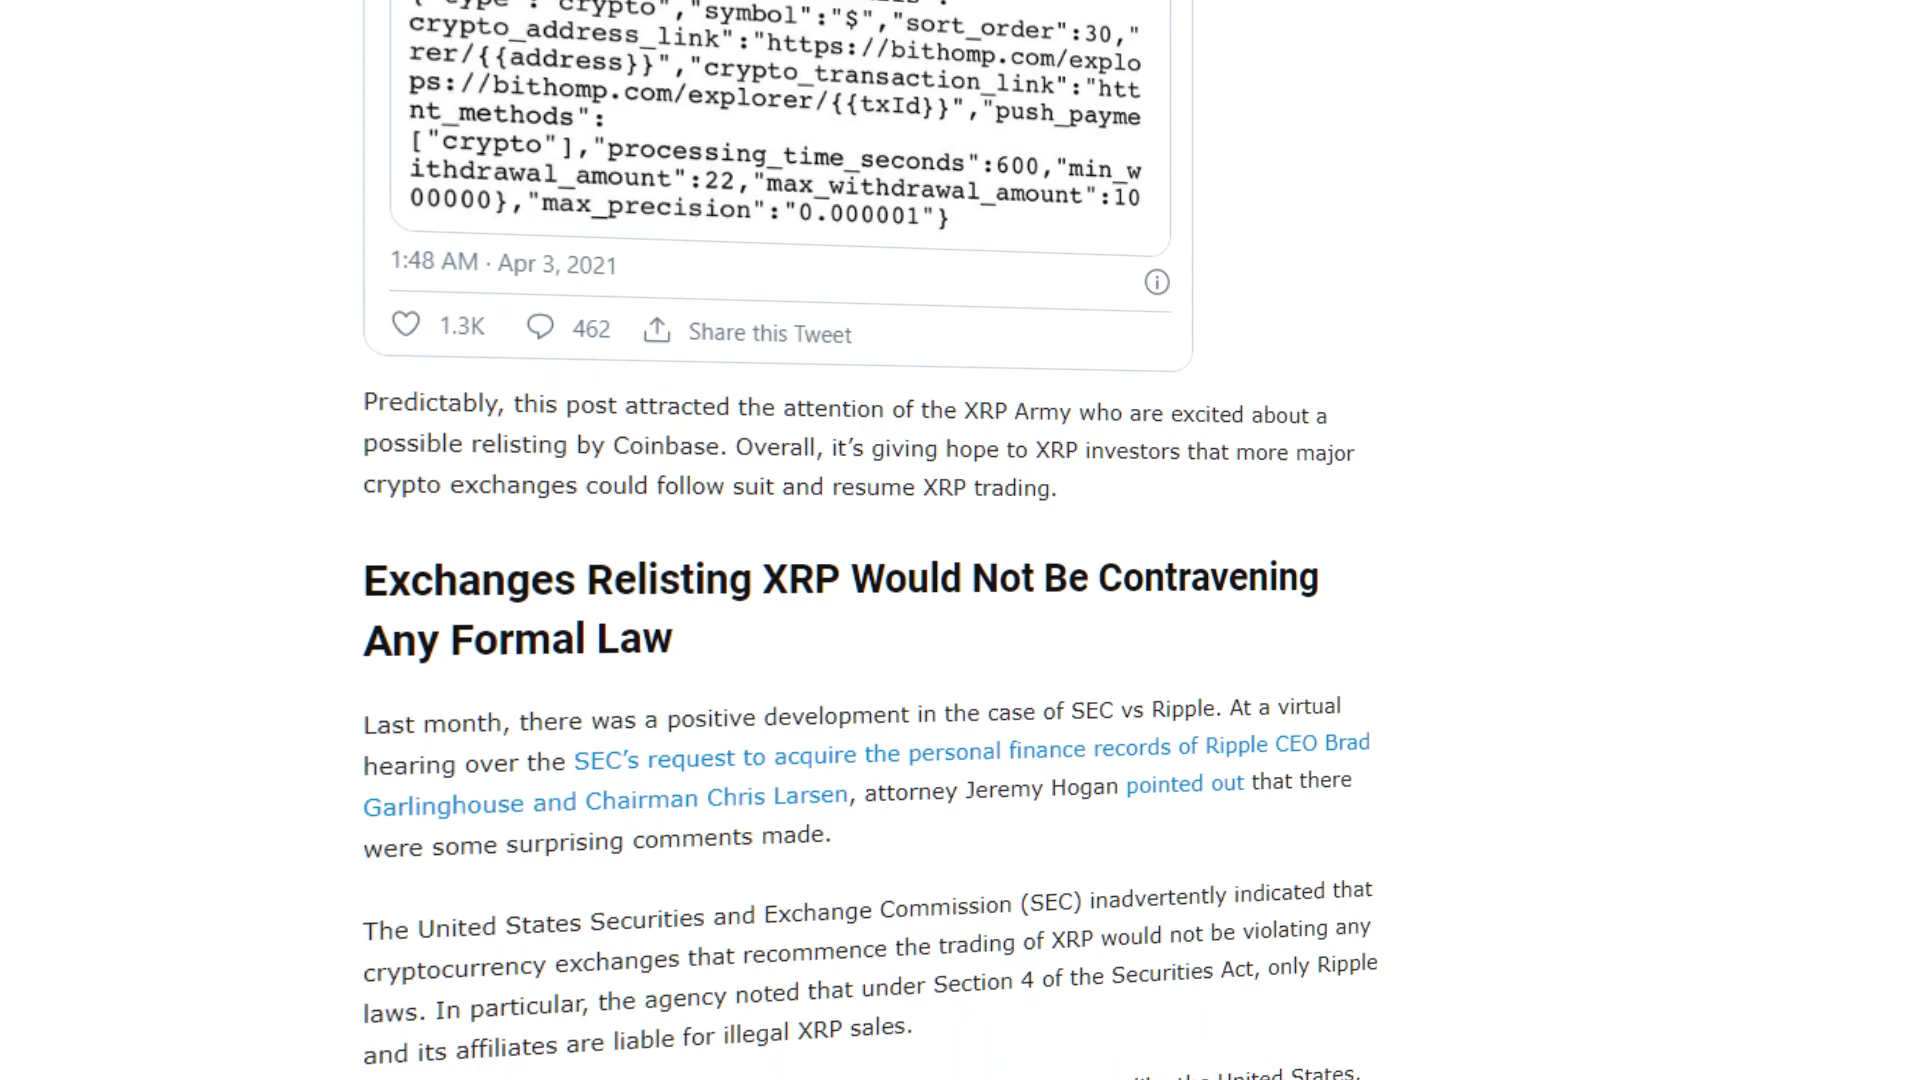 "crypto","symbol":"$","sort_order":30,"
crypto_address_link":"https://bithomp.com/explo
rer/{{address}}","crypto_transaction_link":"htt
ps://bithomp.com/explorer/{{txId}}","push_payme
nt_methods":
["crypto"],"processing_time_seconds":600,"min_w
ithdrawal_amount":22,"max_withdrawal_amount":10
00000},"max_precision":"0.000001"}
1:48 AM · Apr 3, 2021
1.3K 462 Share this Tweet
Predictably, this post attracted the attention of the XRP Army who are excited about a
possible relisting by Coinbase. Overall, it’s giving hope to XRP investors that more major
crypto exchanges could follow suit and resume XRP trading.
Exchanges Relisting XRP Would Not Be Contravening
Any Formal Law
Last month, there was a positive development in the case of SEC vs Ripple. At a virtual
hearing over the SEC’s request to acquire the personal finance records of Ripple CEO Brad
Garlinghouse and Chairman Chris Larsen, attorney Jeremy Hogan pointed out that there
were some surprising comments made.
The United States Securities and Exchange Commission (SEC) inadvertently indicated that
cryptocurrency exchanges that recommence the trading of XRP would not be violating any
laws. In particular, the agency noted that under Section 4 of the Securities Act, only Ripple
and its affiliates are liable for illegal XRP sales.
the United States,